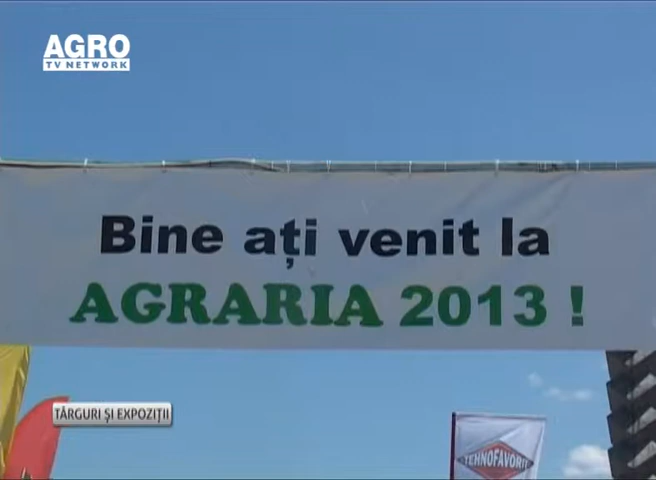 AGRO
TV NETWORK
Bine ați venit la
AGRARIA 2013 !
TÂRGURI ȘI EXPOZIȚII
TEHNOFAVORIT